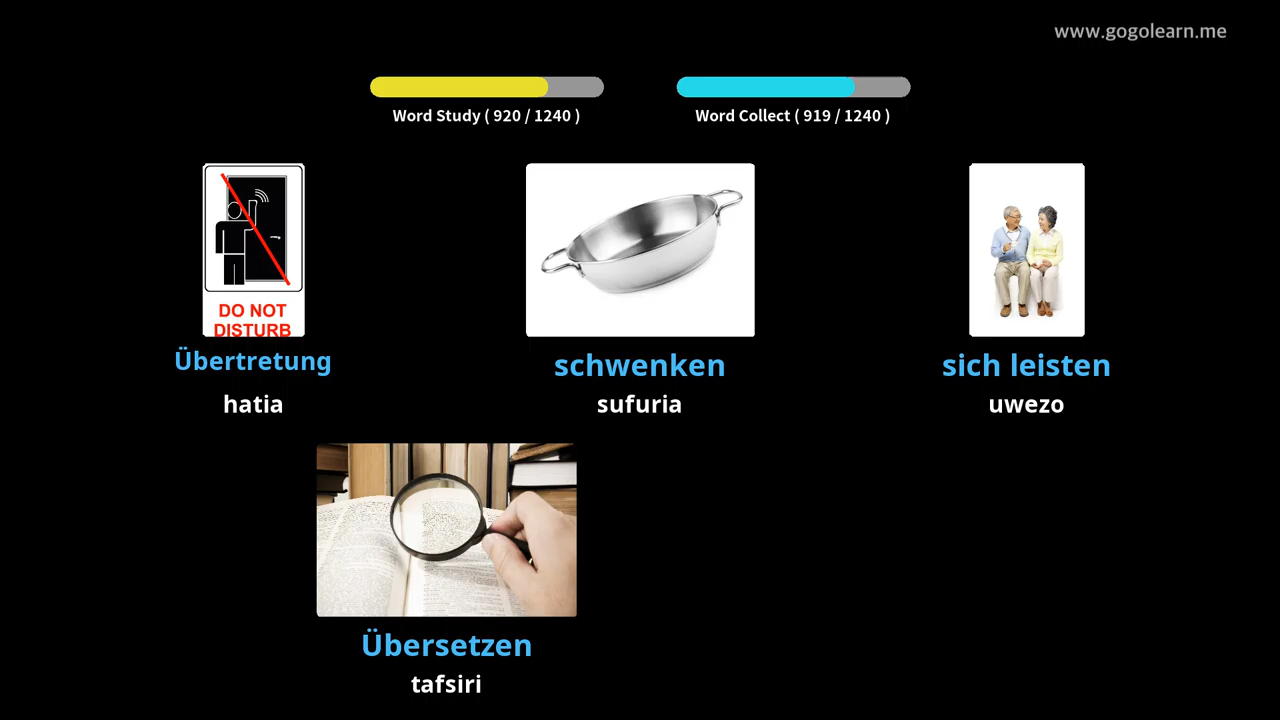 www.gogolearn.me
Word Study ( 920 / 1240 )
Word Collect ( 919 / 1240 )
DO NOT
DISTURB
Übertretung
hatia
schwenken
sufuria
sich leisten
uwezo
Übersetzen
tafsiri